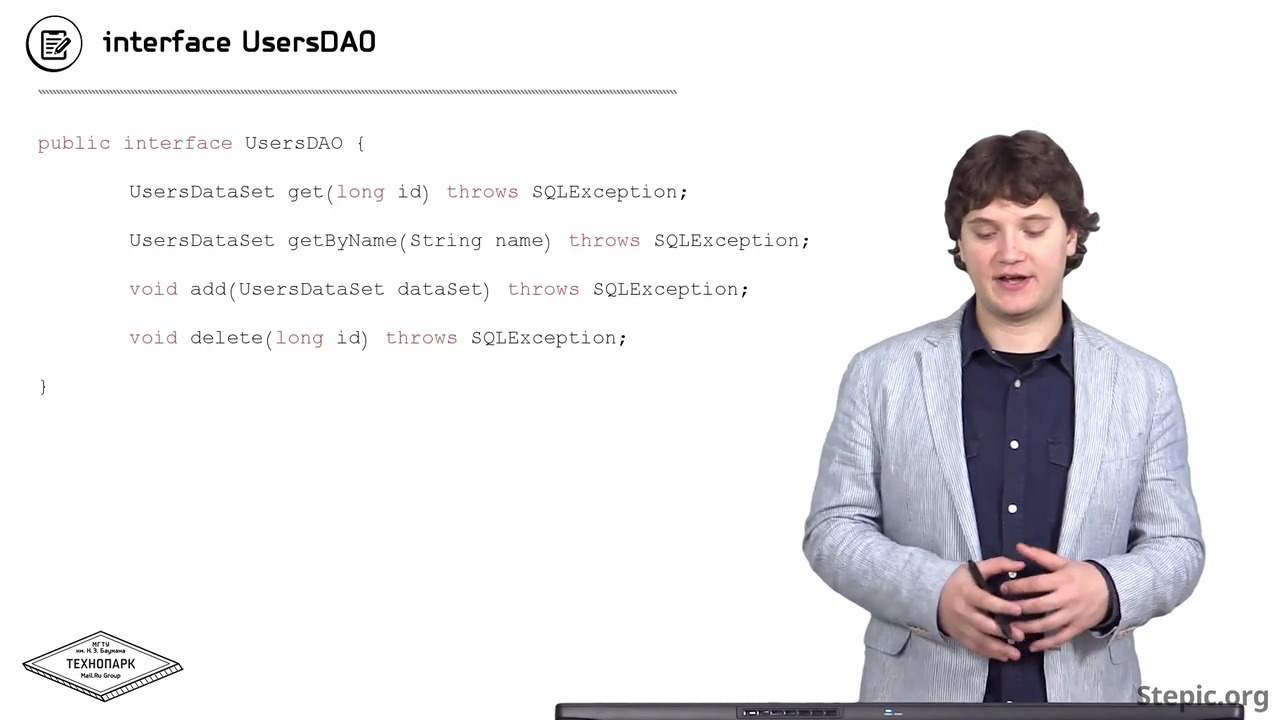 interface UsersDAO
public interface UsersDAO {
UsersDataSet get(long id) throws SQLException;
UsersDataSet getByName(String name) throws SQLException;
void add(UsersDataSet dataSet) throws SQLException;
void delete(long id) throws SQLException;
}
МГТУ
им. Н.Э. Баумана
ТЕХНОПАРК
Mail.Ru Group
Stepic.org